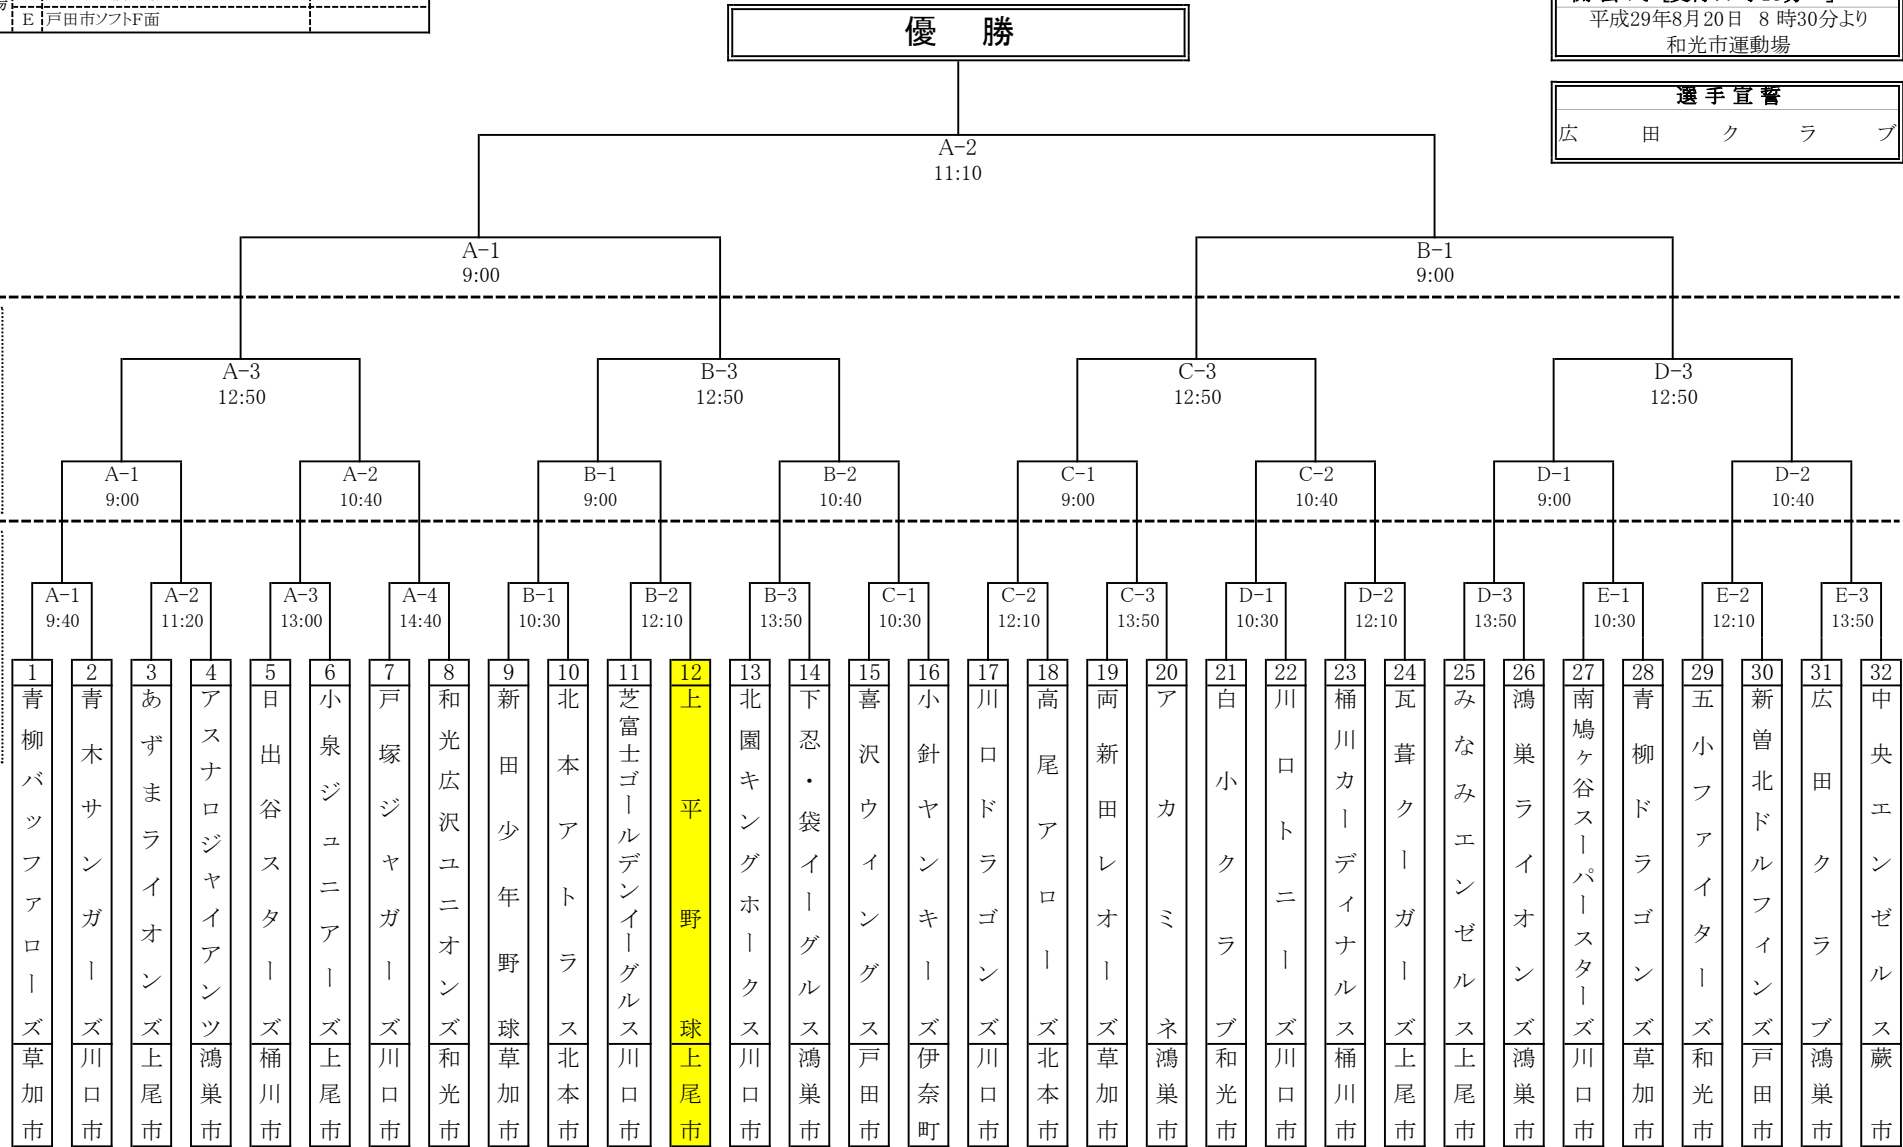 E 戸田市ソフトF面
平成29年8月20日 8時30分より
和光市運動場
選手宣誓
広田クラブ
優勝
A-2
11:10
A-1 B-1
9:00 9:00
A-3 B-3 C-3 D-3
12:50 12:50 12:50 12:50
A-1 A-2 B-1 B-2 C-1 C-2 D-1 D-2
9:00 10:40 9:00 10:40 9:00 10:40 9:00 10:40
A-1 A-2 A-3 A-4 B-1 B-2 B-3 C-1 C-2 C-3 D-1 D-2 D-3 E-1 E-2 E-3
9:40 11:20 13:00 14:40 10:30 12:10 13:50 10:30 12:10 13:50 10:30 12:10 13:50 10:30 12:10 13:50
1 青柳バッファローズ 草加市
2 青木サンガーズ 川口市
3 あずまライオンズ 上尾市
4 アスナロジャイアンツ 鴻巣市
5 日出谷スターズ 桶川市
6 小泉ジュニアーズ 上尾市
7 戸塚ジャガーズ 川口市
8 和光広沢ユニオンズ 和光市
9 新田少年野球 草加市
10 北本アトラス 北本市
11 芝富士ゴールデンイーグルス 川口市
12 上平野球 上尾市
13 北園キングホークス 川口市
14 下忍・袋イーグルス 鴻巣市
15 喜沢ウィングス 戸田市
16 小針ヤンキーズ 伊奈町
17 川口ドラゴンズ 川口市
18 高尾アローズ 北本市
19 両新田レオーズ 草加市
20 アカミネ 鴻巣市
21 白小クラブ 和光市
22 川口トニーズ 川口市
23 桶川カーディナルス 桶川市
24 瓦葺クーガーズ 上尾市
25 みなみエンゼルス 上尾市
26 鴻巣ライオンズ 鴻巣市
27 南鳩ヶ谷スーパースターズ 川口市
28 青柳ドラゴンズ 草加市
29 五小ファイターズ 和光市
30 新曽北ドルフィンズ 戸田市
31 広田クラブ 鴻巣市
32 中央エンゼルス 蕨市